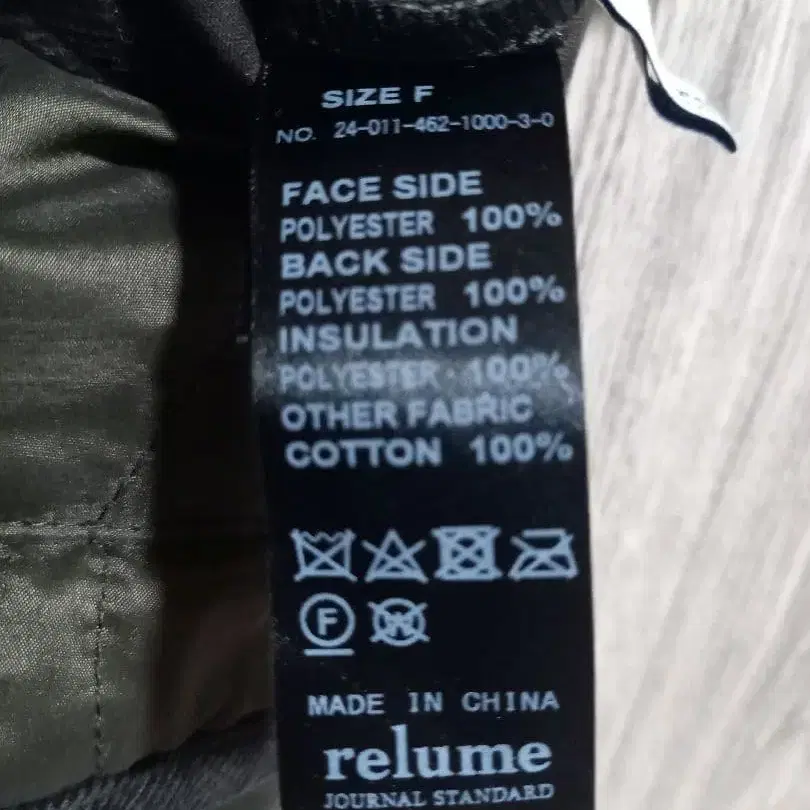 SIZE F
NO. 24-011-462-1000-3-0
FACE SIDE
POLYESTER 100%
BACK SIDE
POLYESTER 100%
INSULATION
POLYESTER 100%
OTHER FABRIC
COTTON 100%
F W
MADE IN CHINA
relume
JOURNAL STANDARD